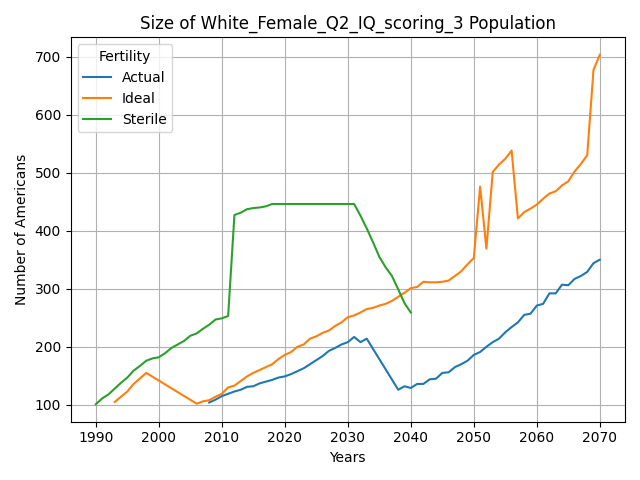 Size of White_Female_Q2_IQ_scoring_3 Population
Fertility
Actual
Ideal
Sterile
Number of Americans
700
600
500
400
300
200
100
1990 2000 2010 2020 2030 2040 2050 2060 2070
Years